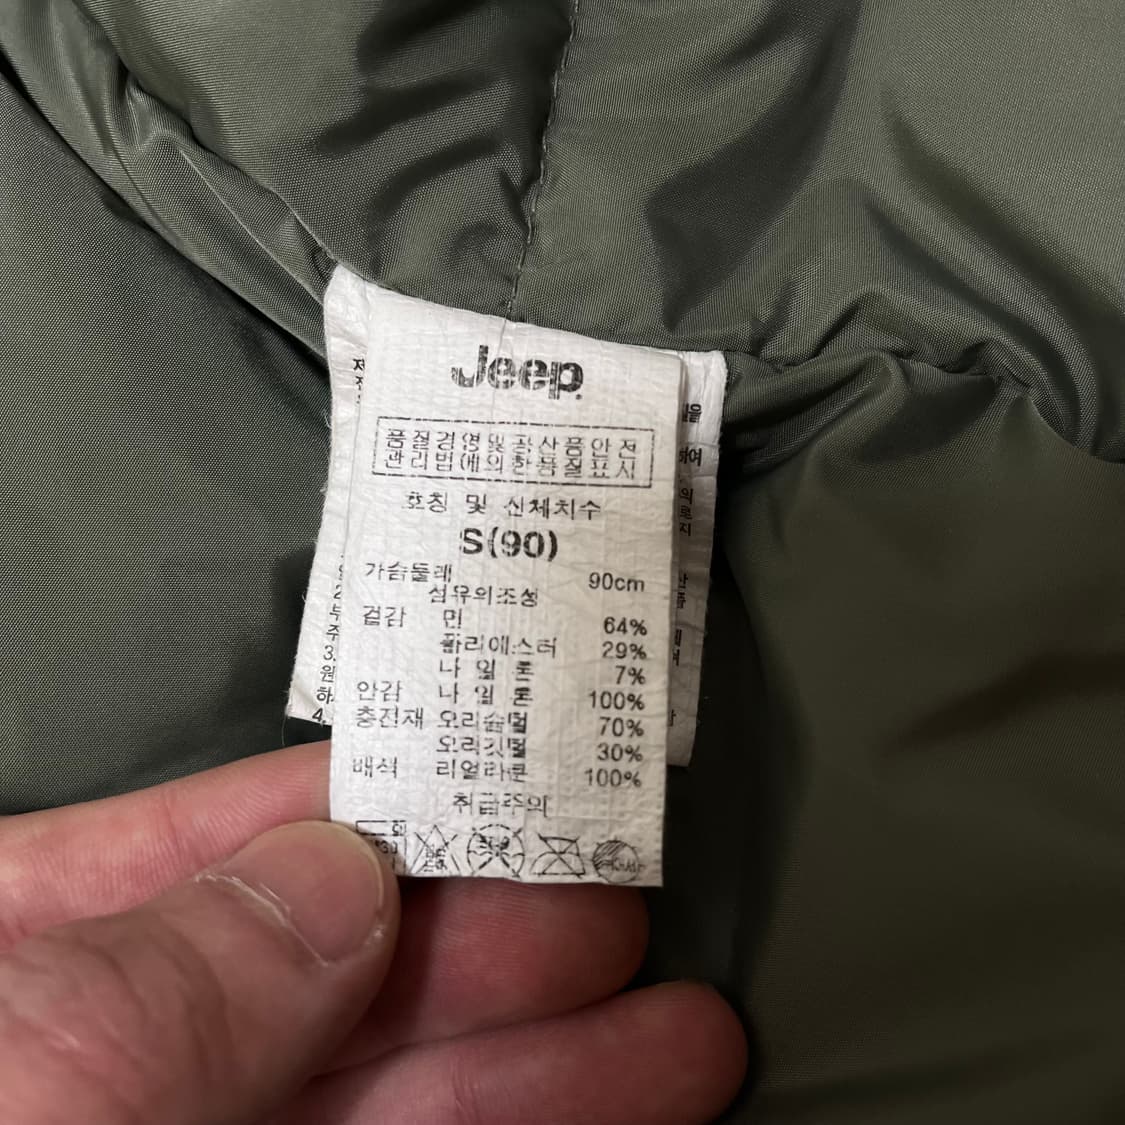 Jeep
품질경영및공산품안전
관리법에의한품질표시
호칭 및 신체치수
S(90)
가슴둘레 90cm
섬유의조성
겉감 면 64%
폴리에스터 29%
나일론 7%
안감 나일론 100%
충전재 오리솜털 70%
오리깃털 30%
배색 리얼라쿤 100%
취급주의